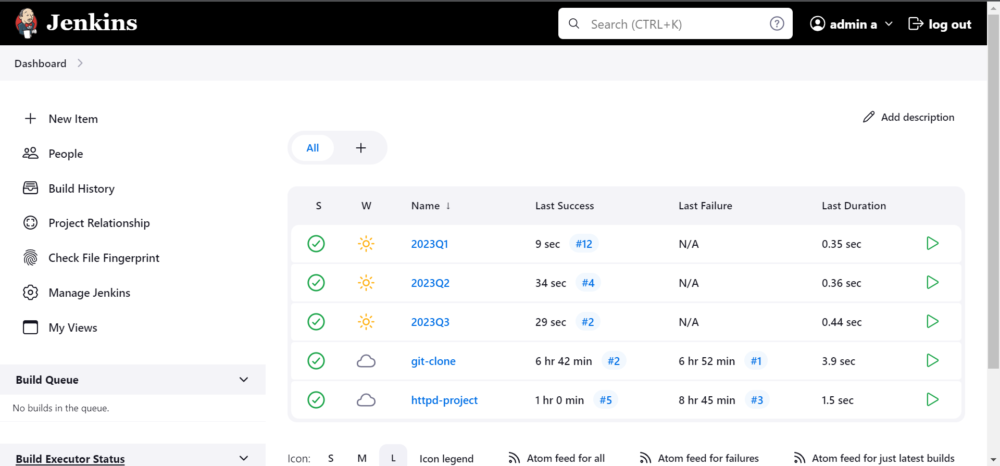 Jenkins
Search (CTRL+K)
admin a
log out
Dashboard
New Item
People
Build History
Project Relationship
Check File Fingerprint
Manage Jenkins
My Views
Build Queue
No builds in the queue.
Build Executor Status
Add description
All
S W Name ↓ Last Success Last Failure Last Duration
2023Q1 9 sec #12 N/A 0.35 sec
2023Q2 34 sec #4 N/A 0.36 sec
2023Q3 29 sec #2 N/A 0.44 sec
git-clone 6 hr 42 min #2 6 hr 52 min #1 3.9 sec
httpd-project 1 hr 0 min #5 8 hr 45 min #3 1.5 sec
Icon: S M L Icon legend Atom feed for all Atom feed for failures Atom feed for just latest builds